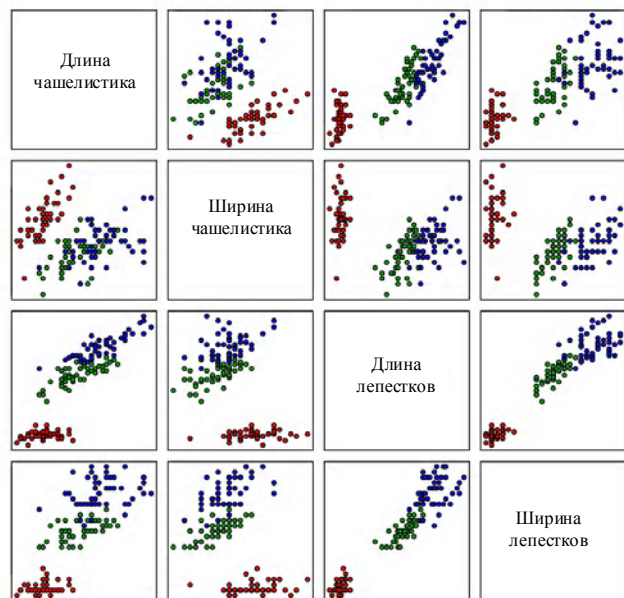 Длина
чашелистика
Ширина
чашелистика
Длина
лепестков
Ширина
лепестков